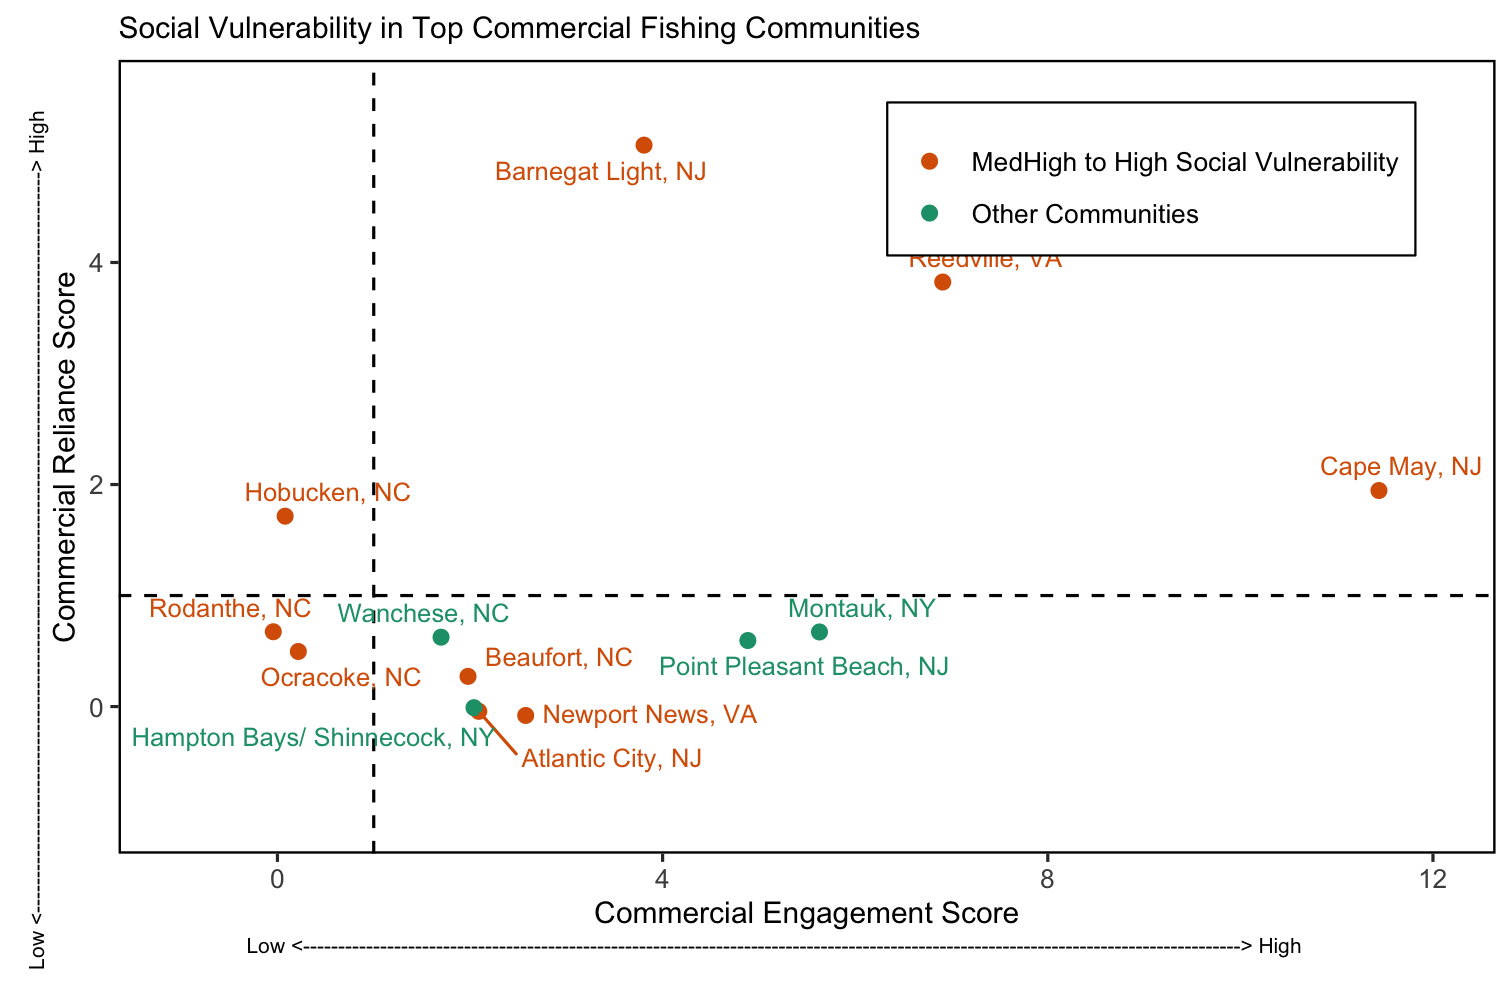 Social Vulnerability in Top Commercial Fishing Communities
MedHigh to High Social Vulnerability
Other Communities
Barnegat Light, NJ
Reedville, VA
Cape May, NJ
Hobucken, NC
Rodanthe, NC
Wanchese, NC
Montauk, NY
Beaufort, NC
Point Pleasant Beach, NJ
Ocracoke, NC
Newport News, VA
Hampton Bays/ Shinnecock, NY
Atlantic City, NJ
4
2
0
0
4
8
12
Commercial Reliance Score
Low <--------------------------------------------------------------------------------------------> High
Commercial Engagement Score
Low <--------------------------------------------------------------------------------------------> High